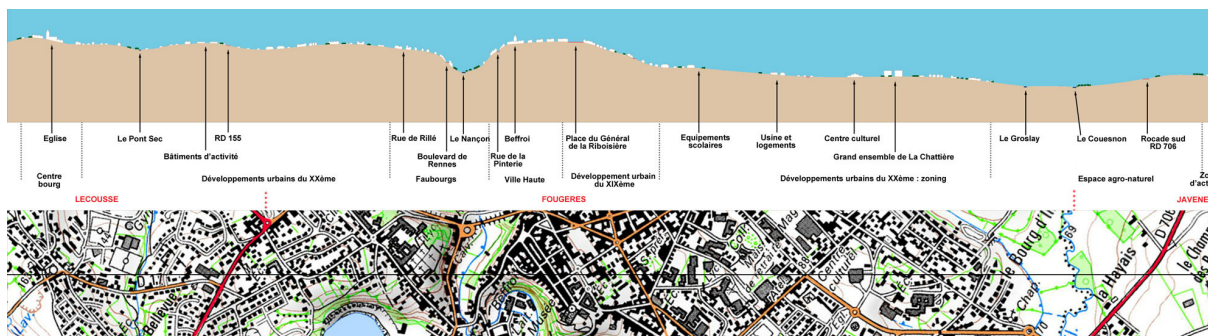 Eglise
Le Pont Sec
RD 155
Bâtiments d'activité
Rue de Rillé
Le Nançon
Boulevard de
Rennes
Beffroi
Rue de la
Pinterie
Place du Général
de la Riboisière
Equipements
scolaires
Usine et
logements
Centre culturel
Grand ensemble de La Chattière
Le Groslay
Le Couesnon
Rocade sud
RD 706
Centre
bourg
Développements urbains du XXème
Faubourgs
Ville Haute
Développement urbain
du XIXème
Développements urbains du XXème : zoning
Espace agro-naturel
LECOUSSE
FOUGERES
JAVENE